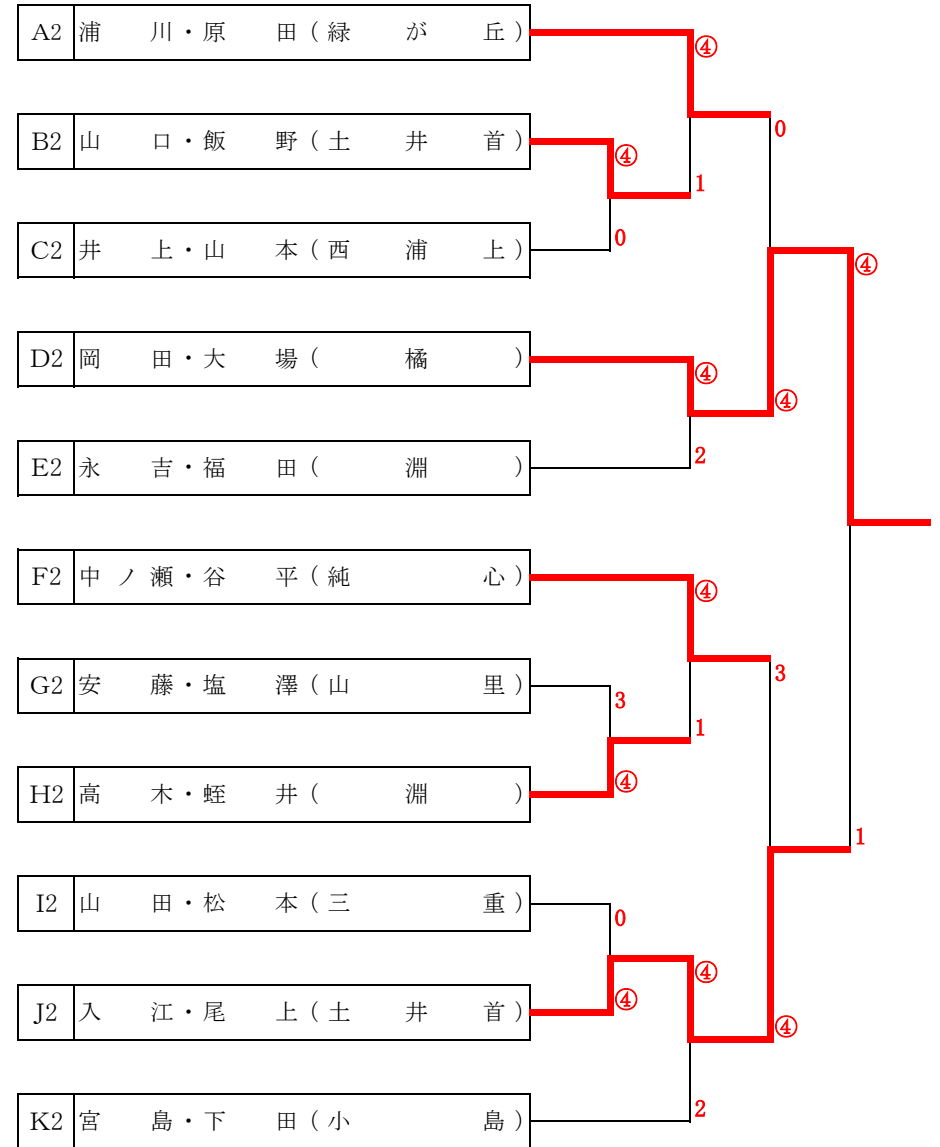 A2 浦川・原田(緑が丘)
④
B2 山口・飯野(土井首)
④
0
1
C2 井上・山本(西浦上)
0
④
D2 岡田・大場(橘)
④
④
E2 永吉・福田(淵)
2
F2 中ノ瀬・谷平(純心)
④
G2 安藤・塩澤(山里)
3
3
1
H2 高木・蛭井(淵)
④
1
I2 山田・松本(三重)
0
④
J2 入江・尾上(土井首)
④
④
K2 宮島・下田(小島)
2